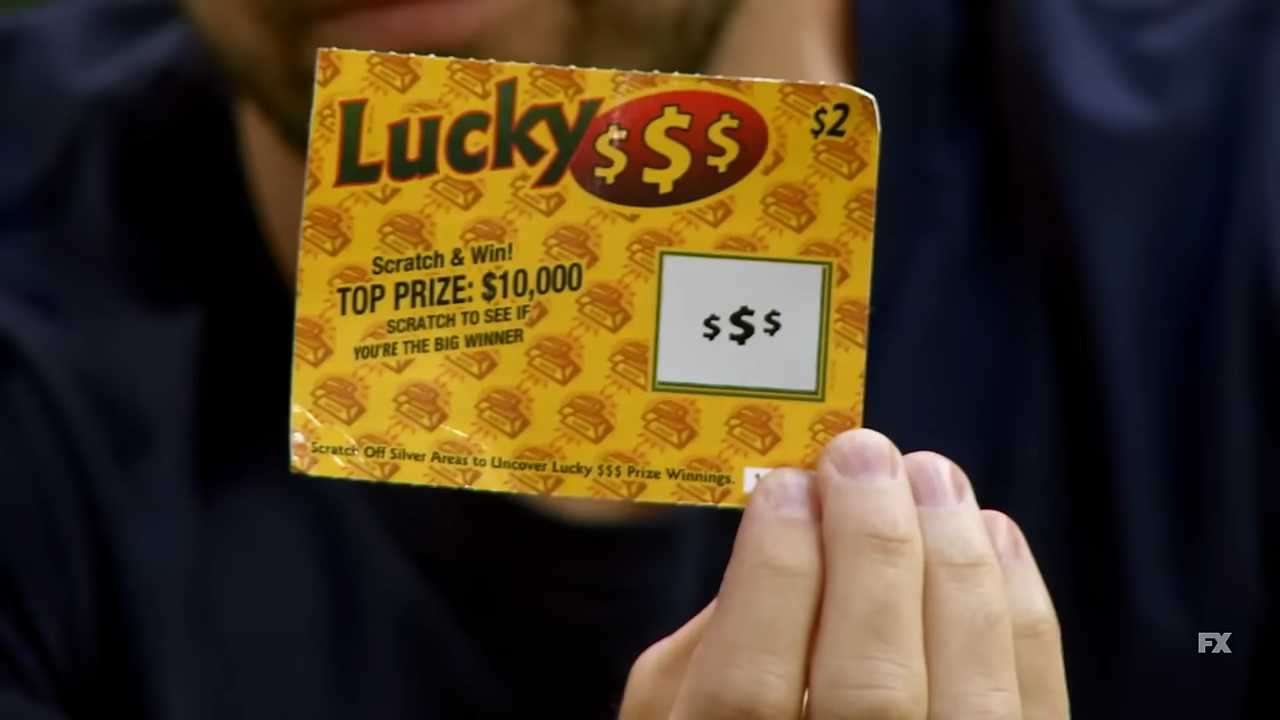 Lucky $$$
$2
Scratch & Win!
TOP PRIZE: $10,000
SCRATCH TO SEE IF
YOU'RE THE BIG WINNER
$$$
Scratch Off Silver Areas to Uncover Lucky $$$ Prize Winnings.
FX